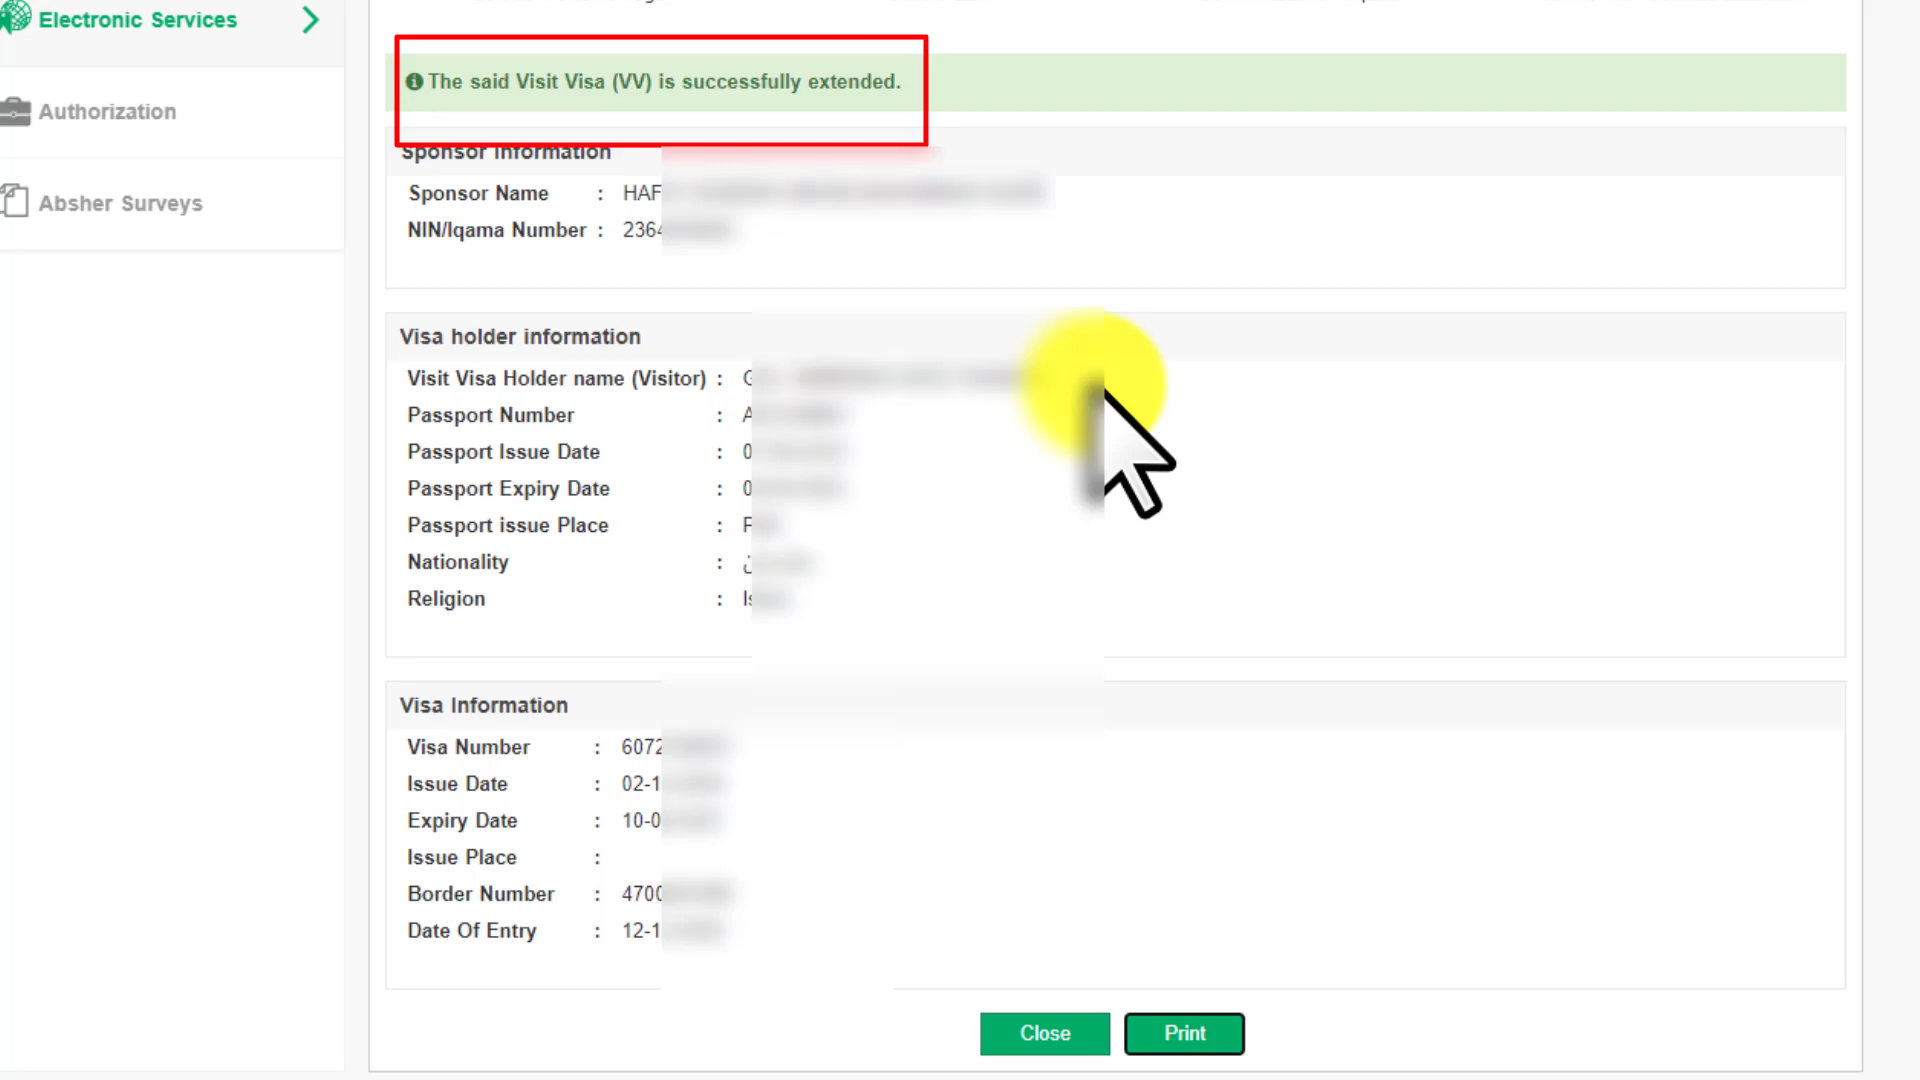 Electronic Services
Authorization
Absher Surveys
The said Visit Visa (VV) is successfully extended.
Sponsor Information
Sponsor Name : HAF
NIN/Iqama Number : 236
Visa holder information
Visit Visa Holder name (Visitor) : G
Passport Number : A
Passport Issue Date : 0
Passport Expiry Date : 0
Passport issue Place :
Nationality :
Religion :
Visa Information
Visa Number : 6072
Issue Date : 02-1
Expiry Date : 10-0
Issue Place :
Border Number : 4700
Date Of Entry : 12-1
Close
Print